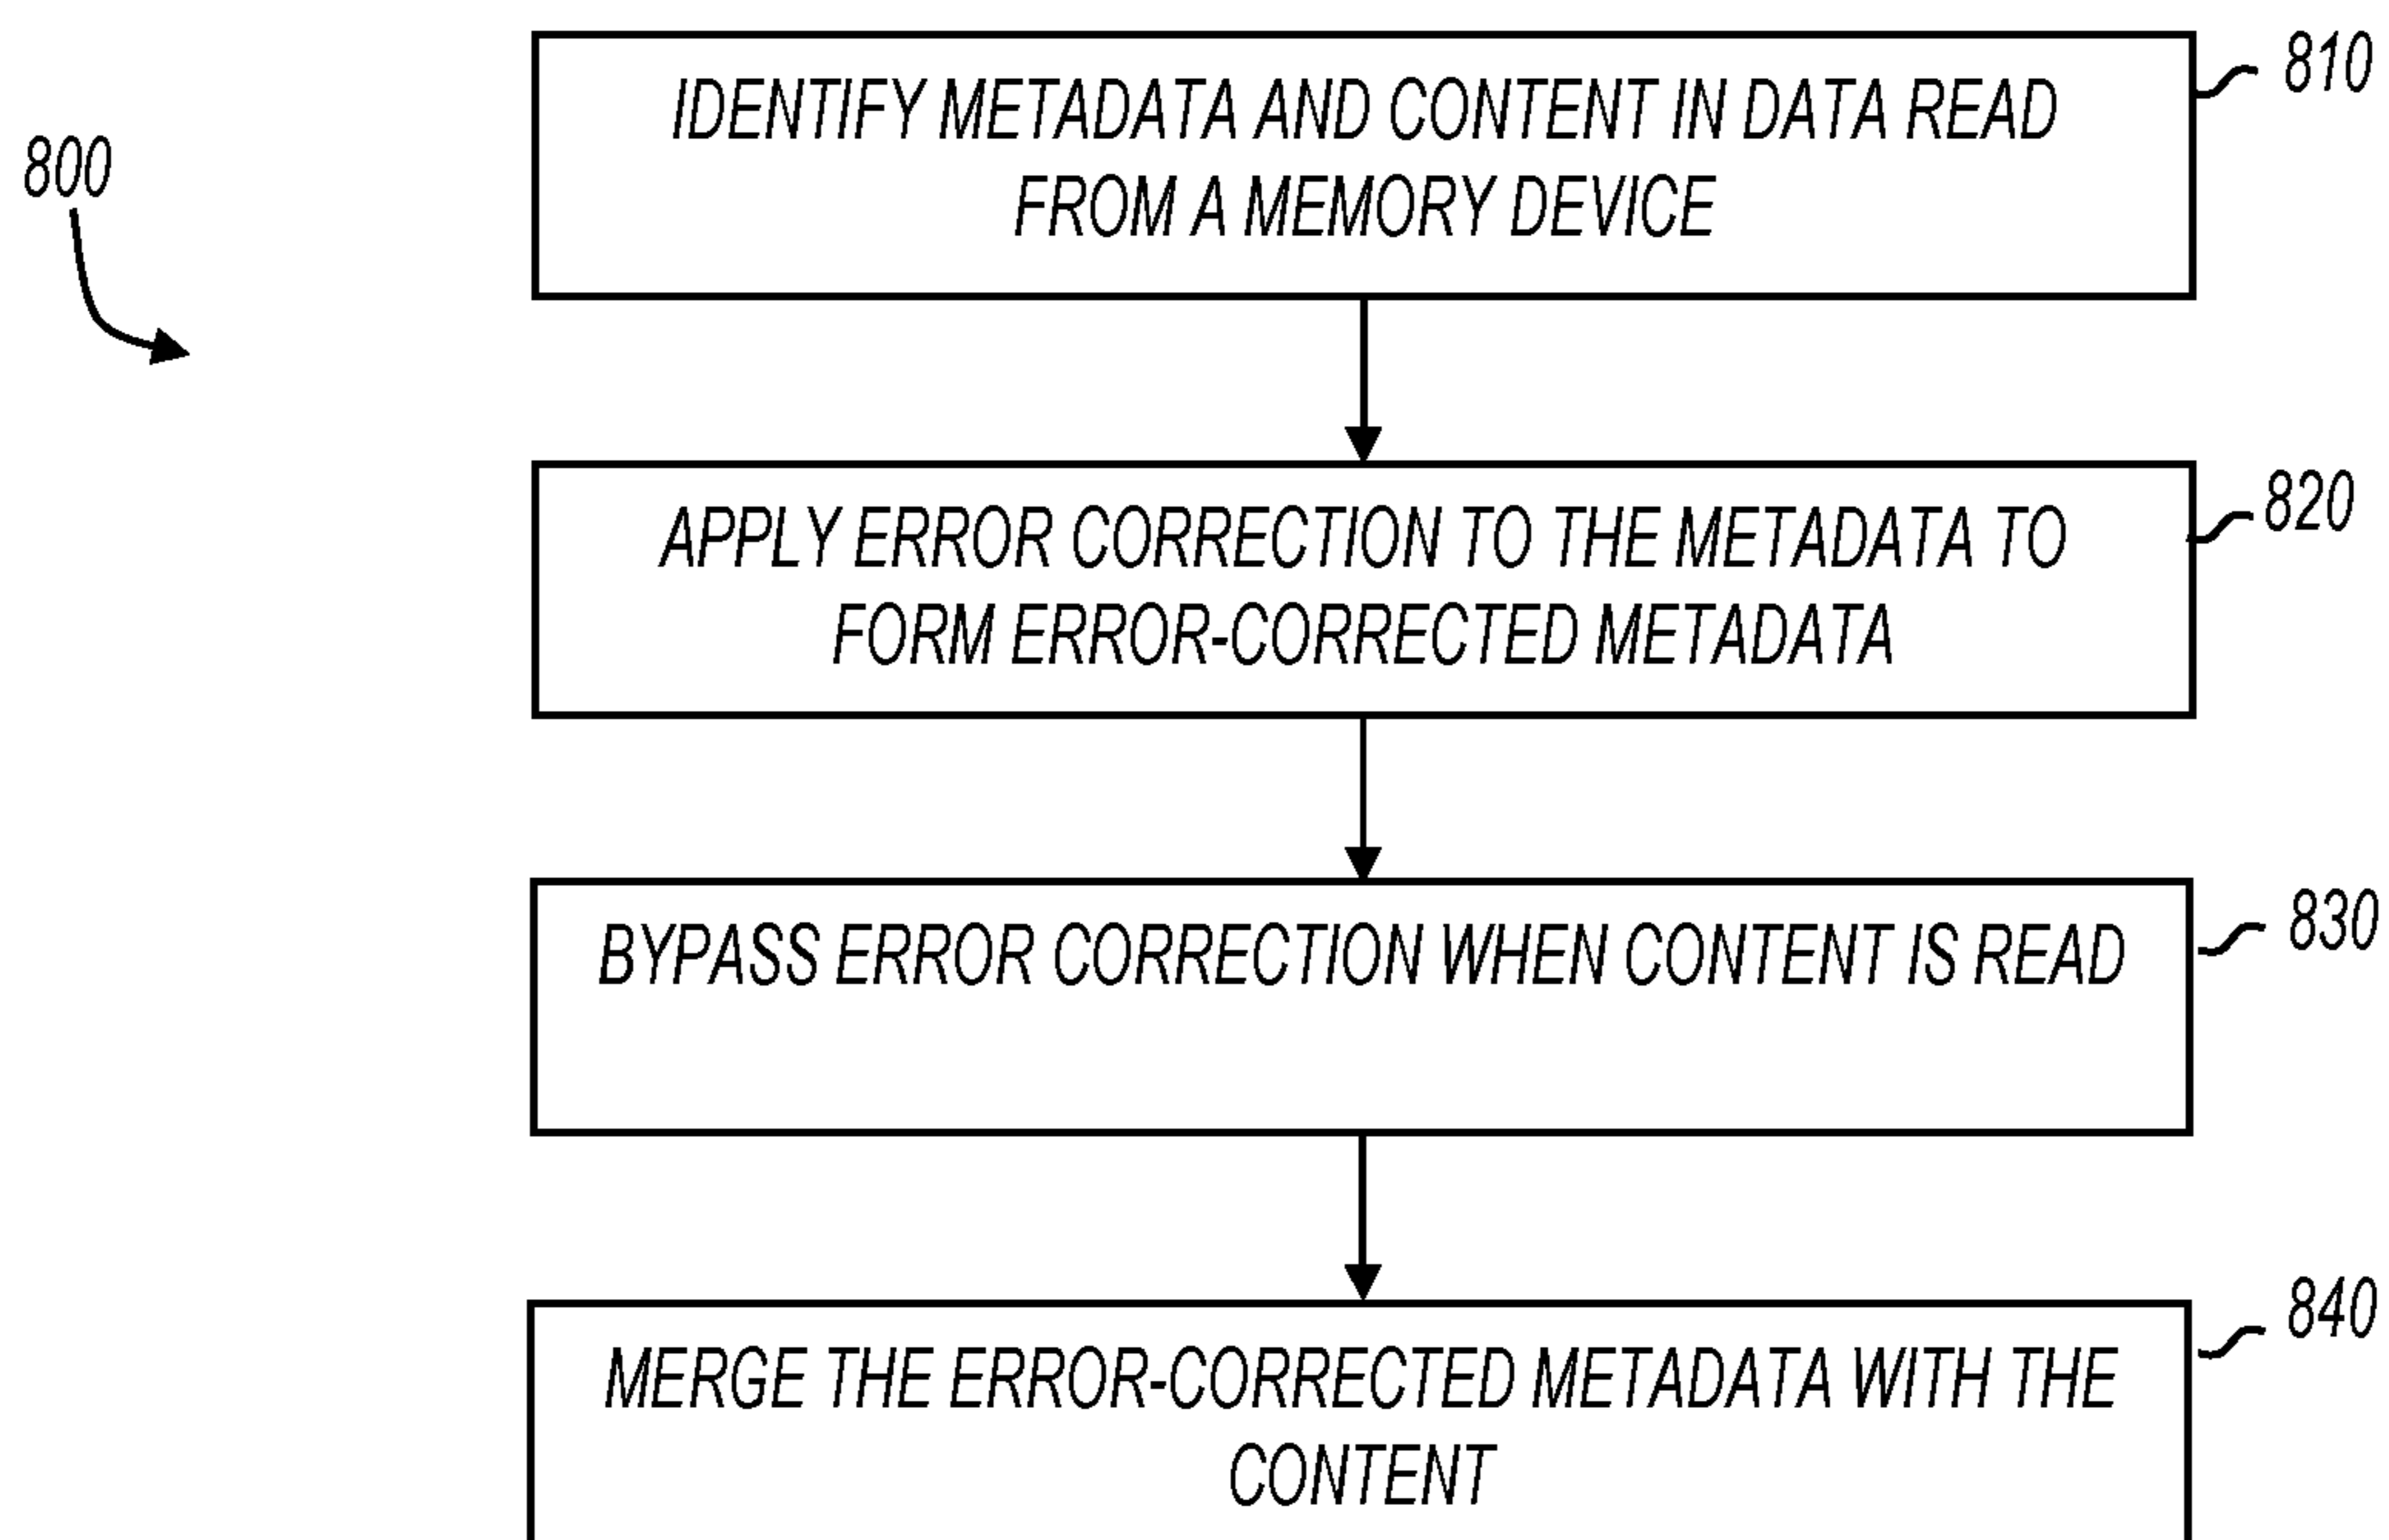 810
IDENTIFY METADATA AND CONTENT IN DATA READ
FROM A MEMORY DEVICE
800
820
APPLY ERROR CORRECTION TO THE METADATA TO
FORM ERROR-CORRECTED METADATA
830
BYPASS ERROR CORRECTION WHEN CONTENT IS READ
840
MERGE THE ERROR-CORRECTED METADATA WITH THE
CONTENT